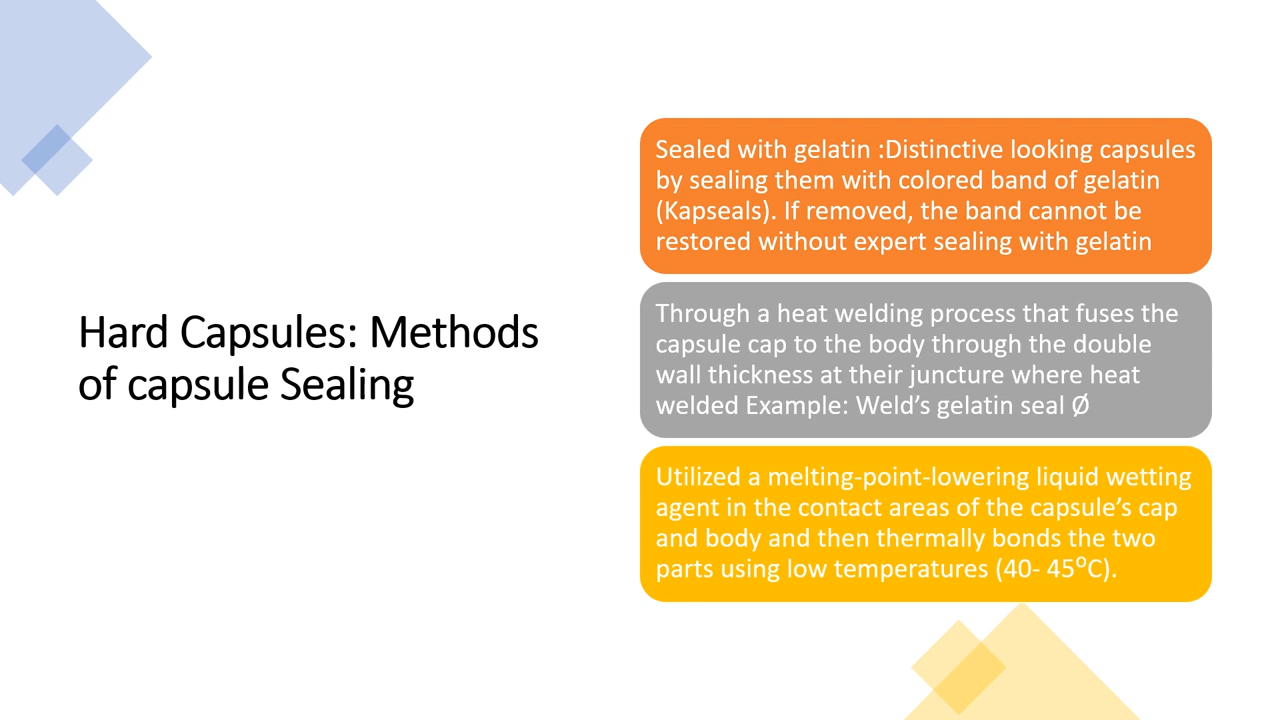 Hard Capsules: Methods
of capsule Sealing
Sealed with gelatin :Distinctive looking capsules
by sealing them with colored band of gelatin
(Kapseals). If removed, the band cannot be
restored without expert sealing with gelatin
Through a heat welding process that fuses the
capsule cap to the body through the double
wall thickness at their juncture where heat
welded Example: Weld’s gelatin seal Ø
Utilized a melting-point-lowering liquid wetting
agent in the contact areas of the capsule’s cap
and body and then thermally bonds the two
parts using low temperatures (40- 45⁰C).